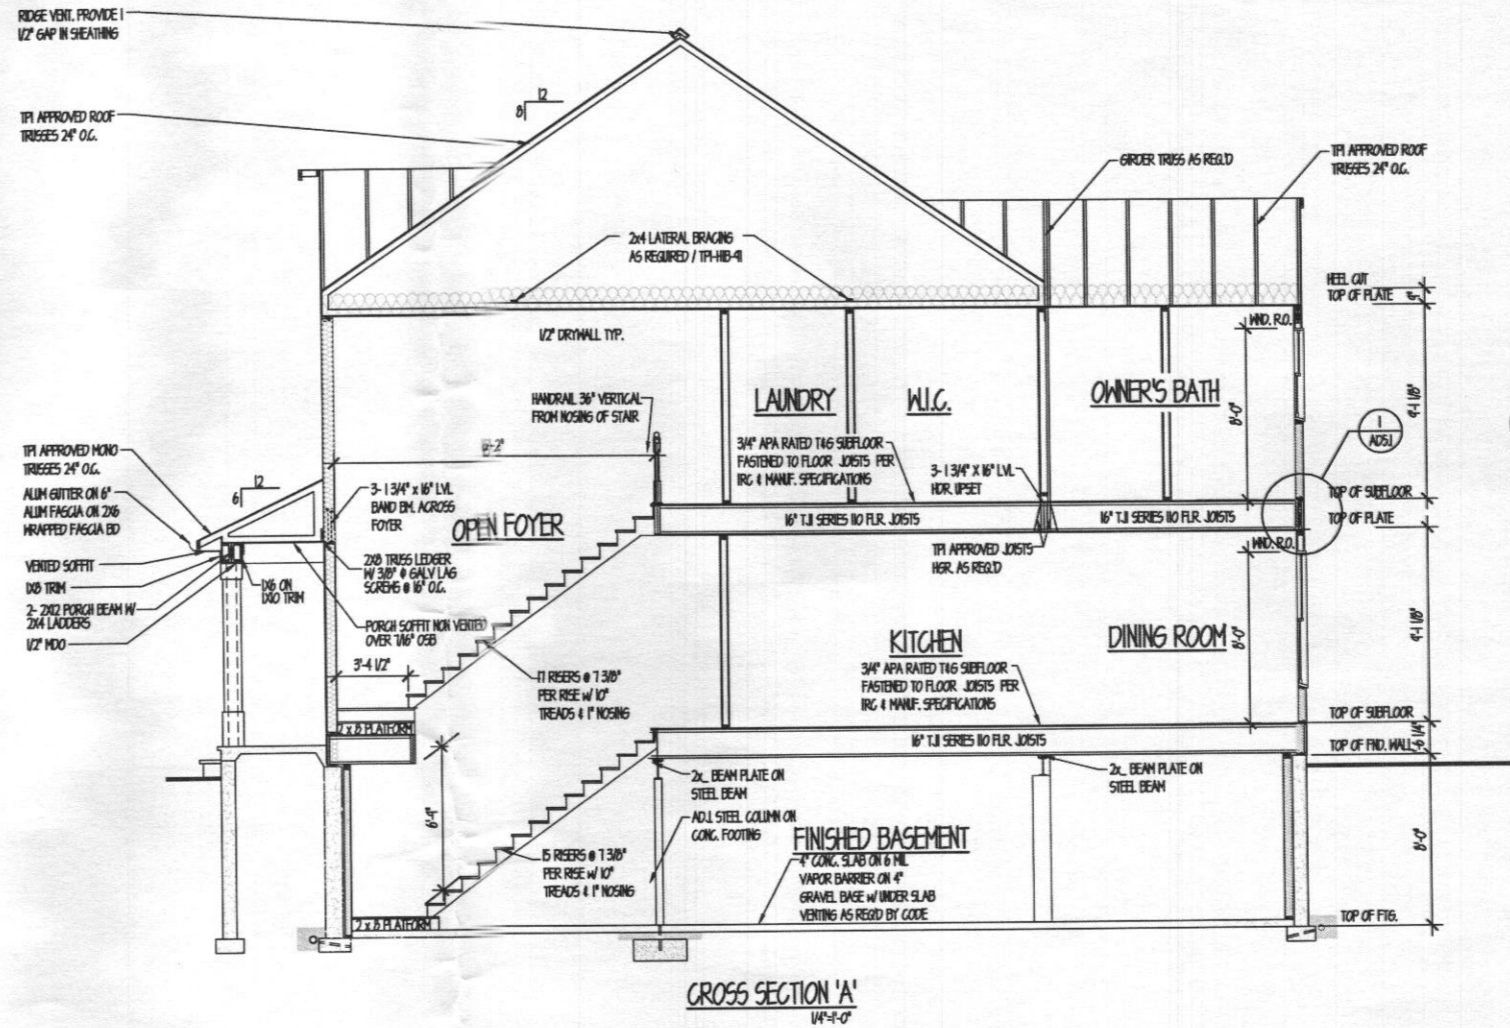 RIDGE VENT. PROVIDE 1
1/2" GAP IN SHEATHING
12
8
TPI APPROVED ROOF
TRUSSES 24" O.C.
GIRDER TRUSS AS REQ'D
TPI APPROVED ROOF
TRUSSES 24" O.C.
2x4 LATERAL BRACING
AS REQUIRED / TPI-HIB-91
HEEL CUT
TOP OF PLATE
9"
WND. R.O.
1/2" DRYWALL TYP.
HANDRAIL 36" VERTICAL
FROM NOSING OF STAIR
LAUNDRY
W.I.C.
OWNER'S BATH
8'-0"
9'-1 1/8"
1
AD5.1
3/4" APA RATED T&G SUBFLOOR
FASTENED TO FLOOR JOISTS PER
IRC & MANUF. SPECIFICATIONS
3- 1 3/4" X 16" LVL
HDR. UPSET
TPI APPROVED MONO
TRUSSES 24" O.C.
12
6
ALUM GUTTER ON 6"
ALUM FASCIA ON 2X6
WRAPPED FASCIA BD
3- 1 3/4" x 16" LVL
BAND BM. ACROSS
FOYER
OPEN FOYER
16" TJI SERIES 110 FLR. JOISTS
16" TJI SERIES 110 FLR. JOISTS
TOP OF SUBFLOOR
TOP OF PLATE
WND. R.O.
TPI APPROVED JOISTS
HGR. AS REQ'D
VENTED SOFFIT
1X8 TRIM
2- 2X12 PORCH BEAM W/
2X4 LADDERS
1/2" MDO
1X6 ON
1X10 TRIM
2X8 TRUSS LEDGER
W/ 3/8" ϕ GALV LAG
SCREWS @ 16" O.C.
PORCH SOFFIT NON VENTED
OVER 7/16" OSB
3'-4 1/2"
KITCHEN
DINING ROOM
8'-0"
9'-1 1/8"
3/4" APA RATED T&G SUBFLOOR
FASTENED TO FLOOR JOISTS PER
IRC & MANUF. SPECIFICATIONS
17 RISERS @ 7 3/8"
PER RISE W/ 10"
TREADS & 1" NOSING
2 x 8 PLATFORM
16" TJI SERIES 110 FLR. JOISTS
TOP OF SUBFLOOR
TOP OF FND. WALL
2x_ BEAM PLATE ON
STEEL BEAM
2x_ BEAM PLATE ON
STEEL BEAM
ADJ. STEEL COLUMN ON
CONC. FOOTING
6'-9"
15 RISERS @ 7 3/8"
PER RISE W/ 10"
TREADS & 1" NOSING
FINISHED BASEMENT
4" CONC. SLAB ON 6 MIL
VAPOR BARRIER ON 4"
GRAVEL BASE W/ UNDER SLAB
VENTING AS REQ'D BY CODE
8'-0"
2 x 8 PLATFORM
TOP OF FTG.
CROSS SECTION 'A'
1/4"=1'-0"